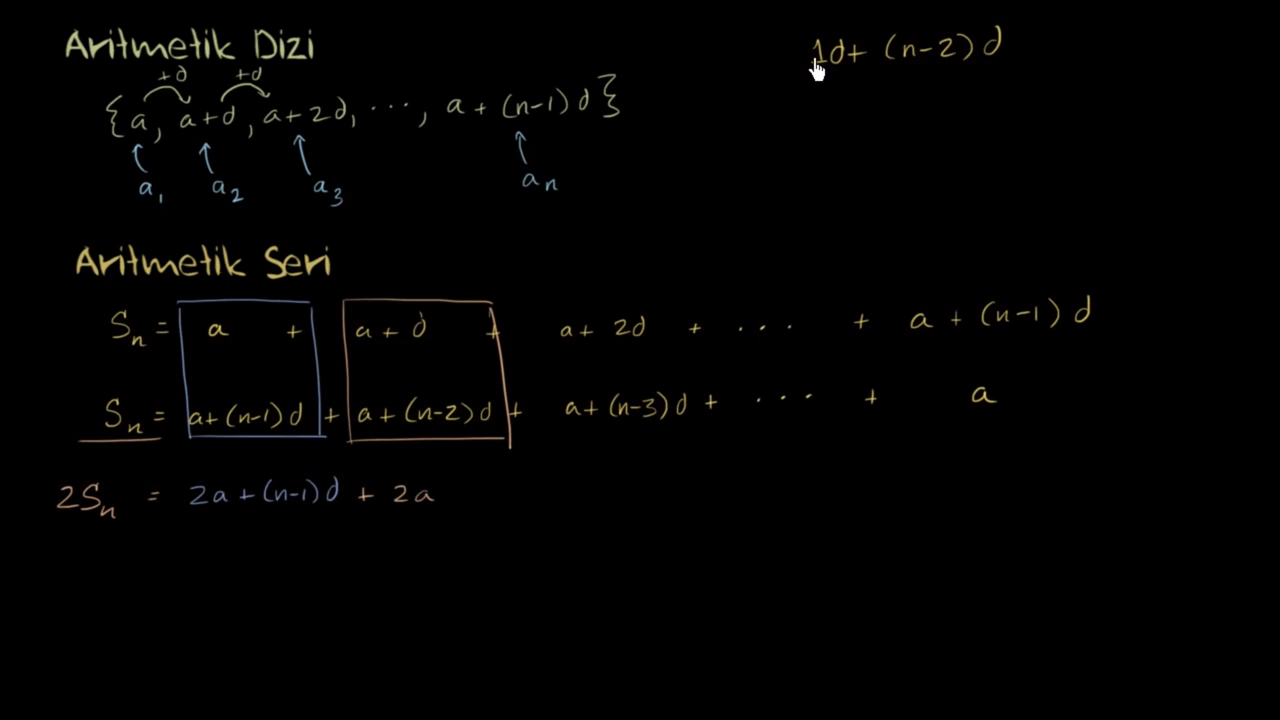 Aritmetik Dizi
1d+ (n-2) d
+d +d
{a, a+d, a+2d, ..., a + (n-1) d}
a₁ a₂ a₃ aₙ
Aritmetik Seri
Sₙ = a + a + d + a + 2d + ... + a + (n-1) d
Sₙ = a+(n-1)d + a + (n-2)d + a+(n-3)d + ... + a
2Sₙ = 2a+(n-1)d + 2a